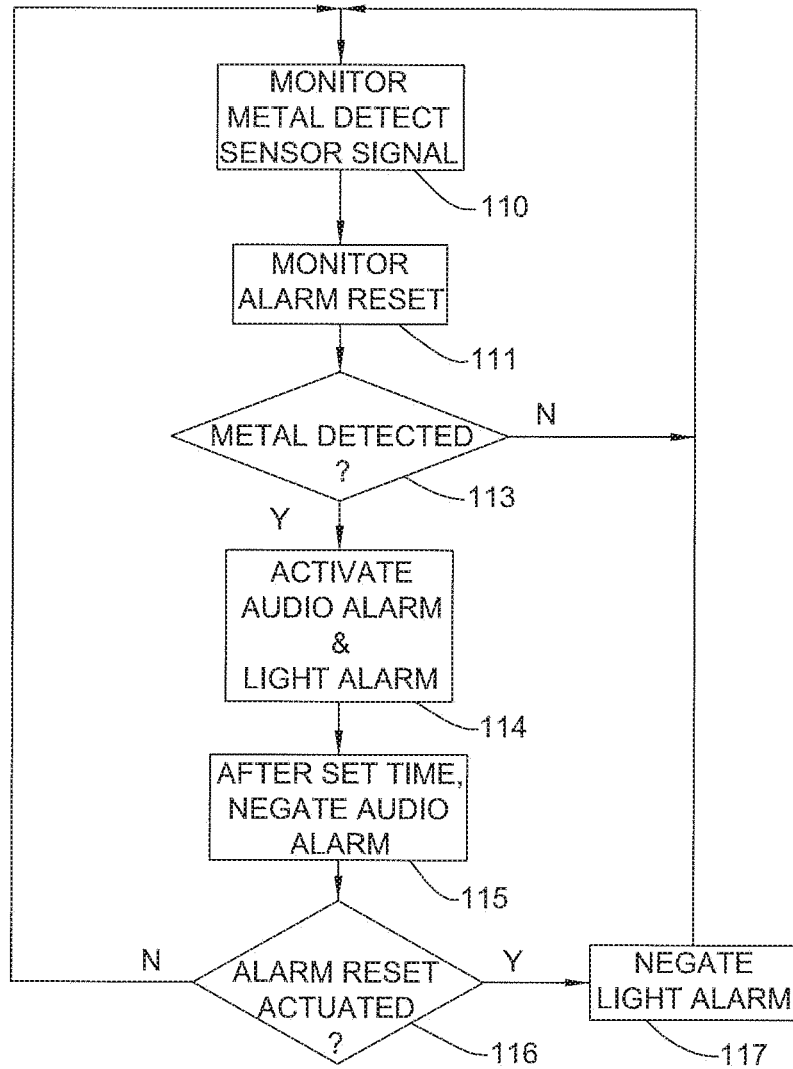 MONITOR
METAL DETECT
SENSOR SIGNAL
110
MONITOR
ALARM RESET
111
METAL DETECTED
?
N
113
Y
ACTIVATE
AUDIO ALARM
&
LIGHT ALARM
114
AFTER SET TIME,
NEGATE AUDIO
ALARM
115
N
ALARM RESET
ACTUATED
?
Y
116
NEGATE
LIGHT ALARM
117